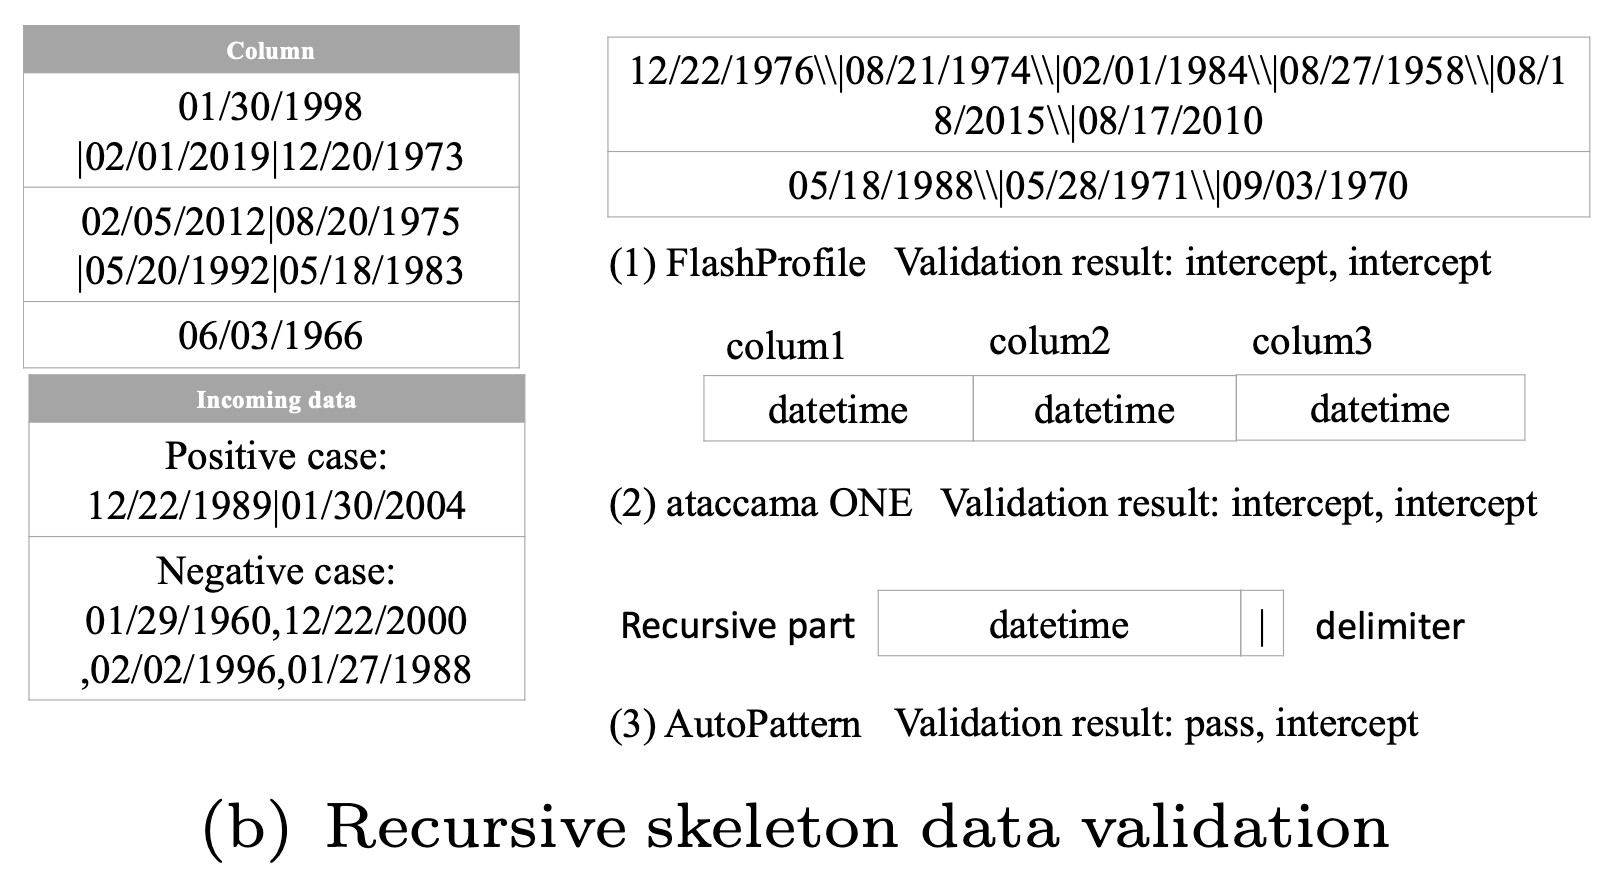 Column
01/30/1998
|02/01/2019|12/20/1973
02/05/2012|08/20/1975
|05/20/1992|05/18/1983
06/03/1966
Incoming data
Positive case:
12/22/1989|01/30/2004
Negative case:
01/29/1960,12/22/2000
,02/02/1996,01/27/1988
12/22/1976\\|08/21/1974\\|02/01/1984\\|08/27/1958\\|08/1
8/2015\\|08/17/2010
05/18/1988\\|05/28/1971\\|09/03/1970
(1) FlashProfile Validation result: intercept, intercept
colum1 colum2 colum3
datetime datetime datetime
(2) ataccama ONE Validation result: intercept, intercept
Recursive part datetime | delimiter
(3) AutoPattern Validation result: pass, intercept
(b) Recursive skeleton data validation